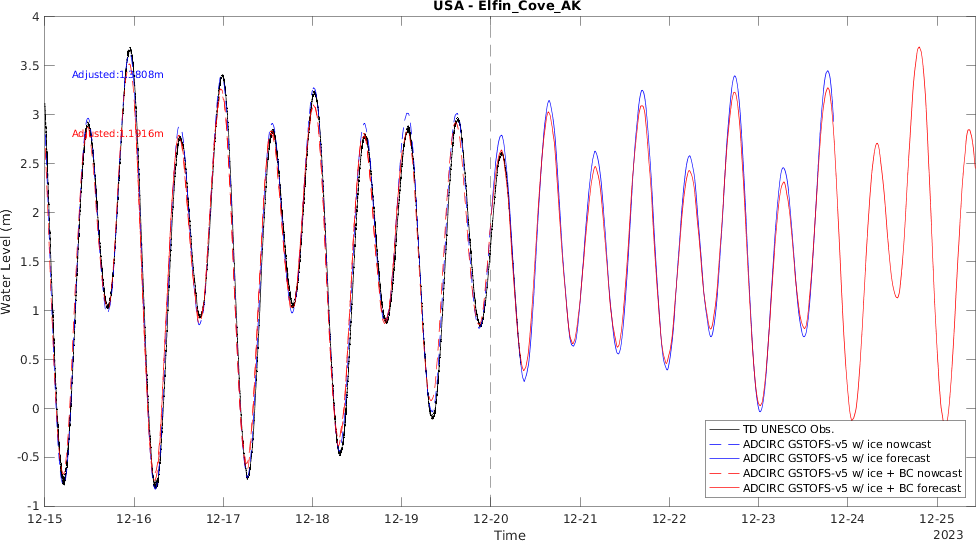 USA - Elfin_Cove_AK
4
3.5
3
2.5
2
1.5
1
0.5
0
-0.5
-1
Water Level (m)
Adjusted:1.3808m
Adjusted:1.1916m
TD UNESCO Obs.
ADCIRC GSTOFS-v5 w/ ice nowcast
ADCIRC GSTOFS-v5 w/ ice forecast
ADCIRC GSTOFS-v5 w/ ice + BC nowcast
ADCIRC GSTOFS-v5 w/ ice + BC forecast
12-15 12-16 12-17 12-18 12-19 12-20 12-21 12-22 12-23 12-24 12-25
Time
2023